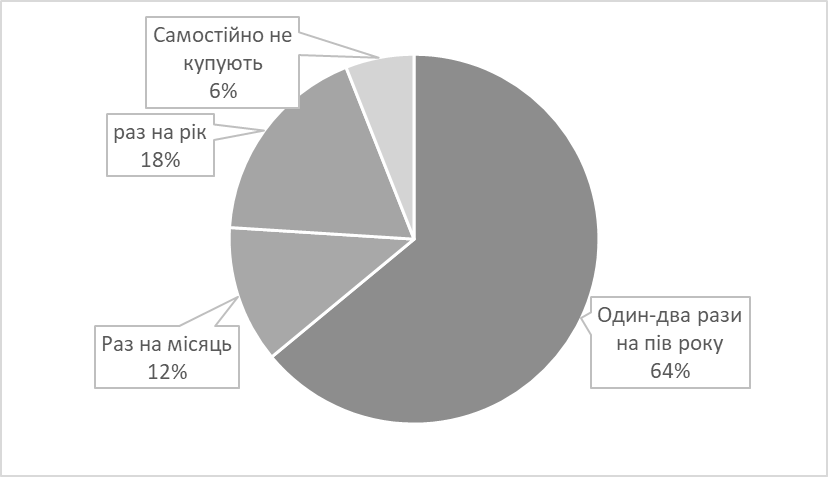 Самостійно не
купують
6%
раз на рік
18%
Раз на місяць
12%
Один-два рази
на пів року
64%